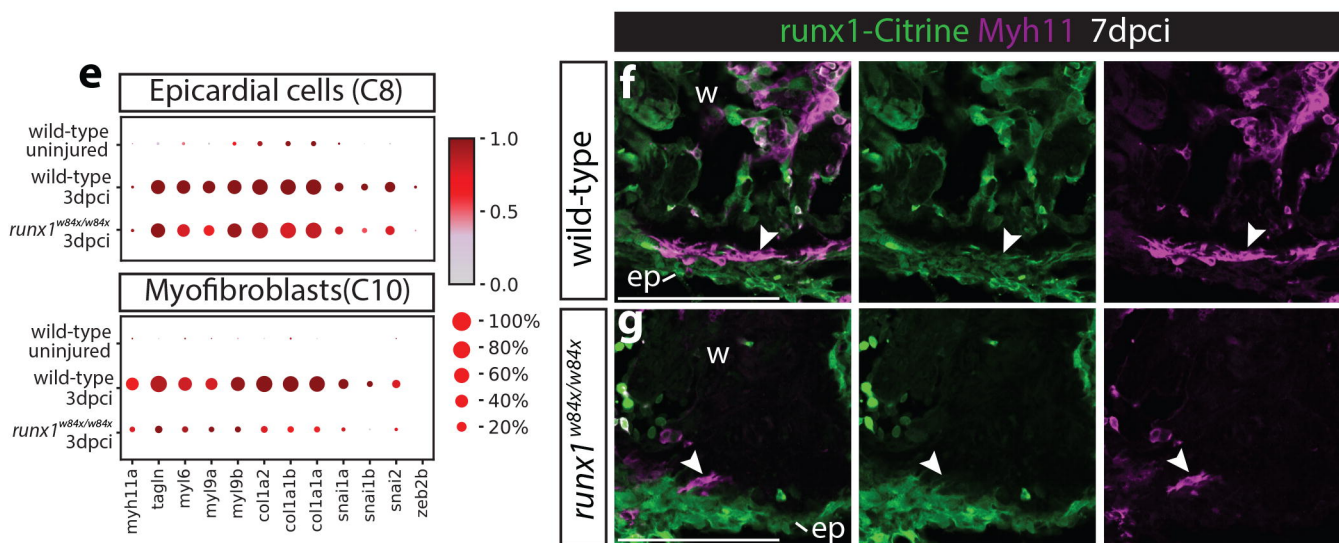 e
Epicardial cells (C8)
wild-type
uninjured
wild-type
3dpci
runx1w84x/w84x
3dpci
Myofibroblasts(C10)
wild-type
uninjured
wild-type
3dpci
runx1w84x/w84x
3dpci
myh11a
tagln
myl6
myl9a
myl9b
col1a2
col1a1b
col1a1a
snai1a
snai1b
snai2
zeb2b
1.0
0.5
0.0
100%
80%
60%
40%
20%
runx1-Citrine Myh11 7dpci
wild-type
f
w
ep
runx1w84x/w84x
g
w
ep